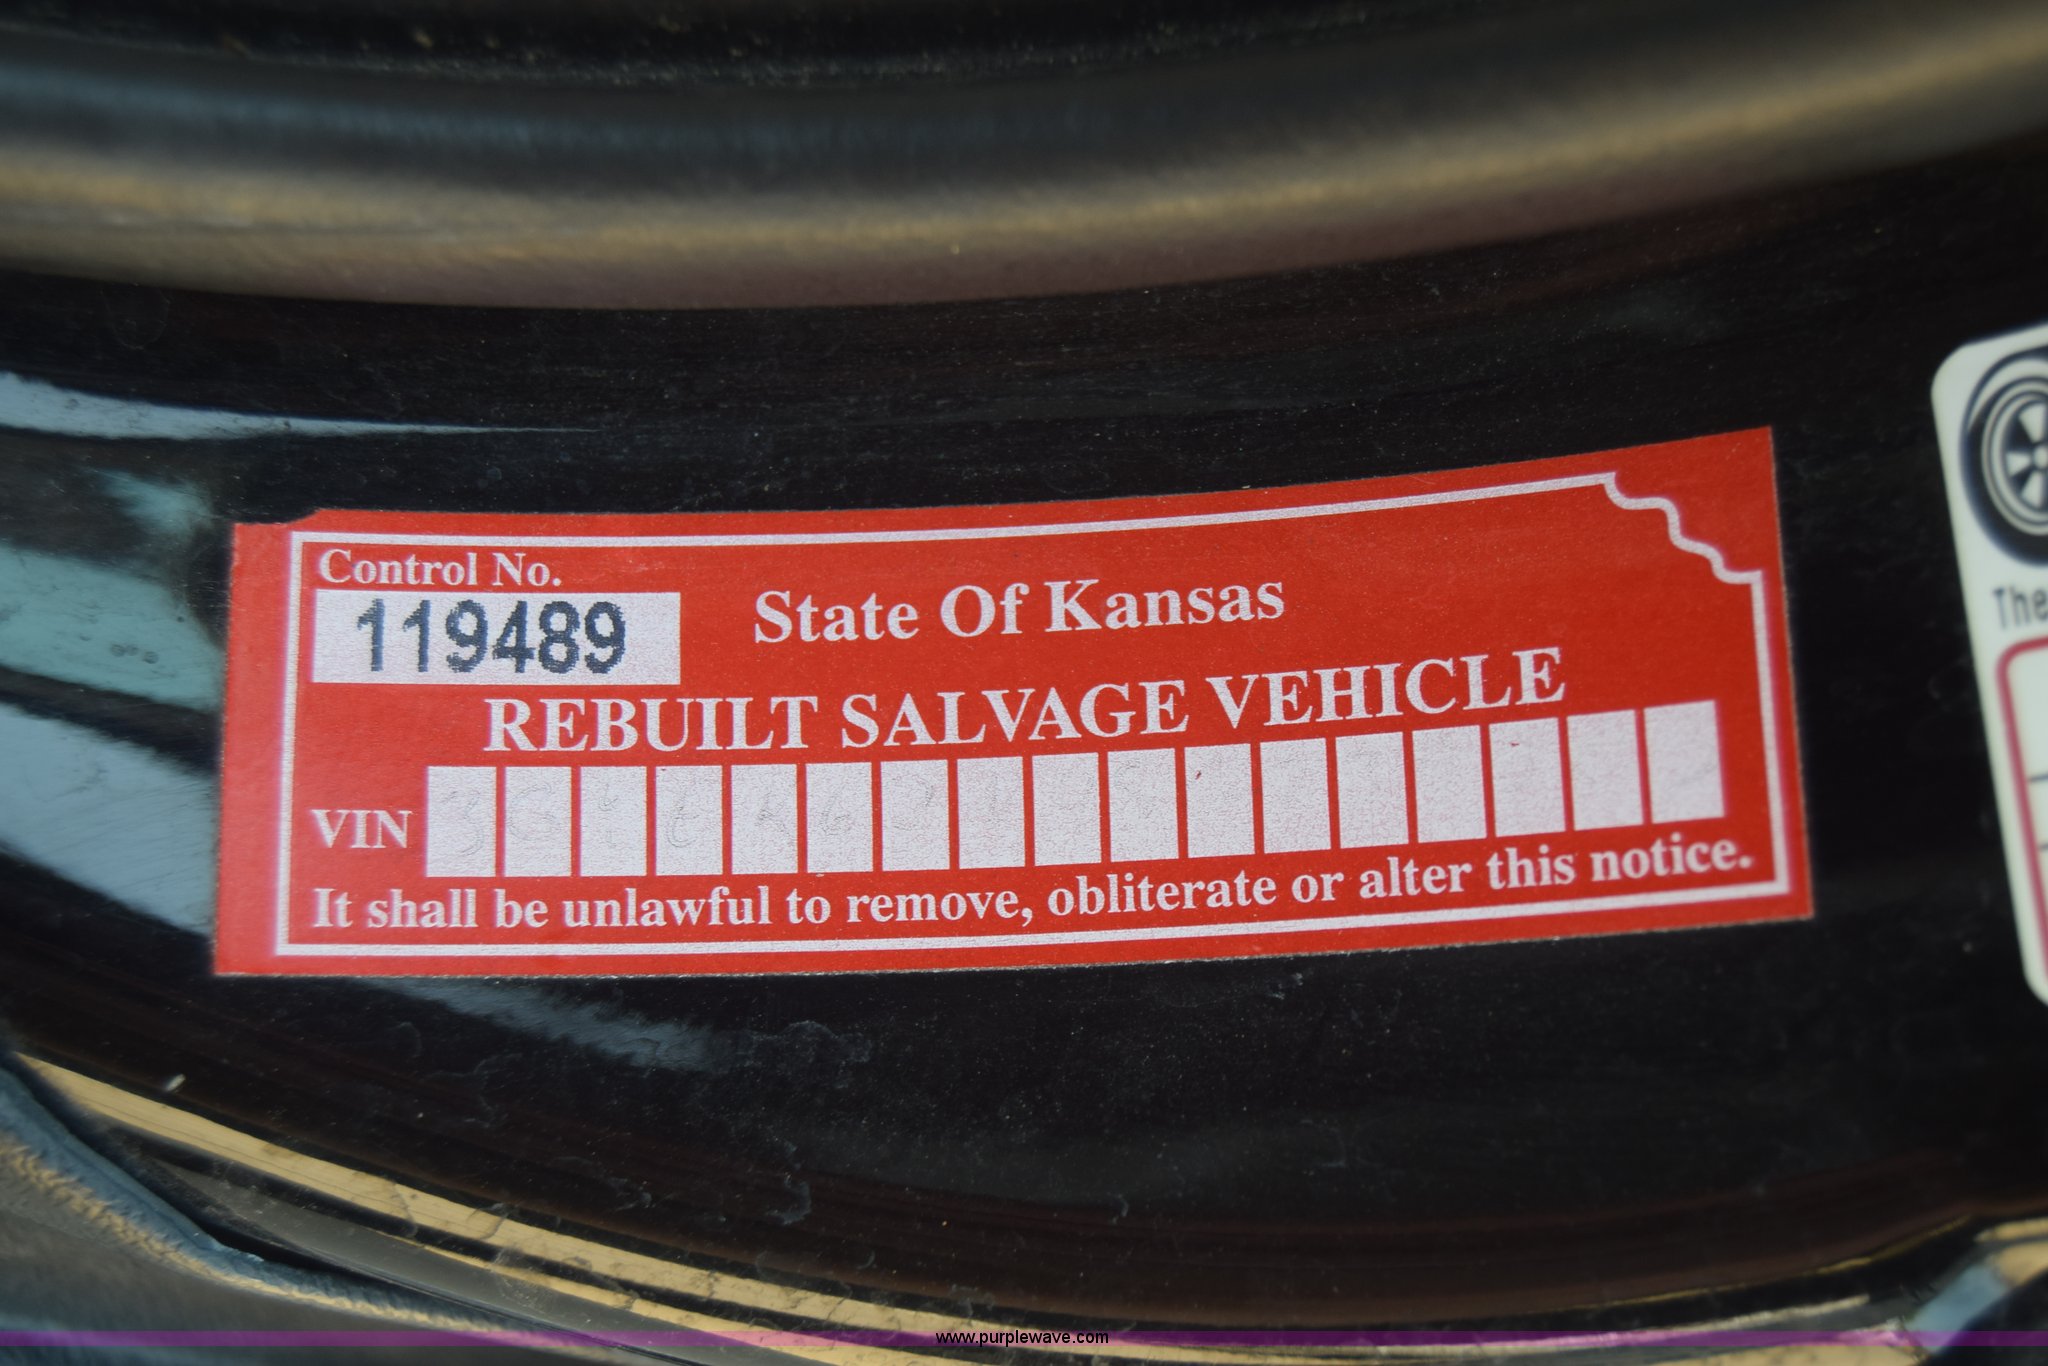 Control No.
119489
State Of Kansas
REBUILT SALVAGE VEHICLE
VIN
It shall be unlawful to remove, obliterate or alter this notice.
The
www.purplewave.com